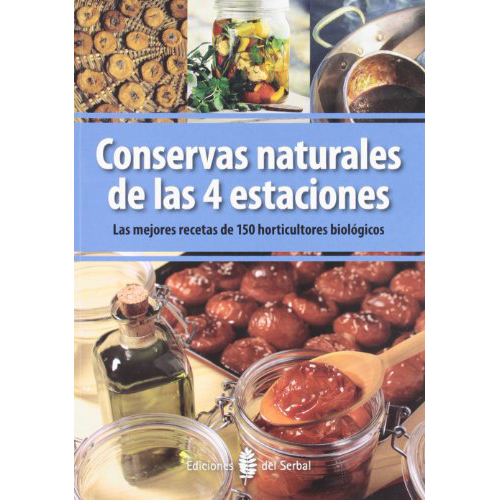 Conservas naturales
de las 4 estaciones
Las mejores recetas de 150 horticultores biológicos
Ediciones del Serbal